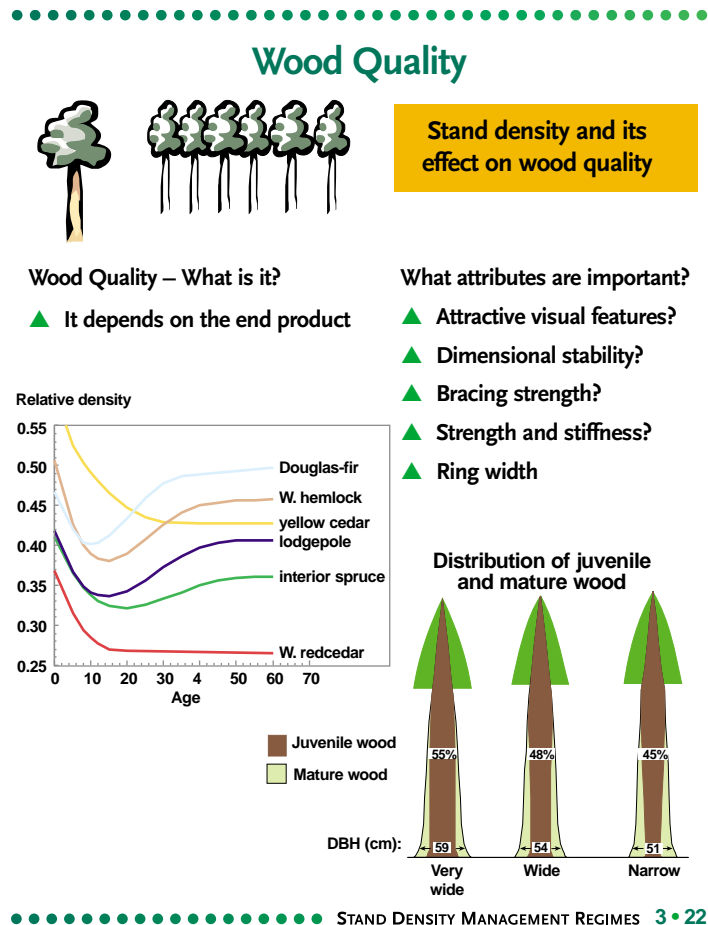 Wood Quality
Stand density and its
effect on wood quality
Wood Quality – What is it?
▲ It depends on the end product
What attributes are important?
▲ Attractive visual features?
▲ Dimensional stability?
▲ Bracing strength?
▲ Strength and stiffness?
▲ Ring width
Relative density
0.55
0.50
0.45
0.40
0.35
0.30
0.25
Douglas-fir
W. hemlock
yellow cedar
lodgepole
interior spruce
W. redcedar
0 10 20 30 4 50 60 70
Age
Distribution of juvenile
and mature wood
Juvenile wood
Mature wood
55% 48% 45%
DBH (cm): 59 54 51
Very
wide
Wide
Narrow
STAND DENSITY MANAGEMENT REGIMES 3 • 22